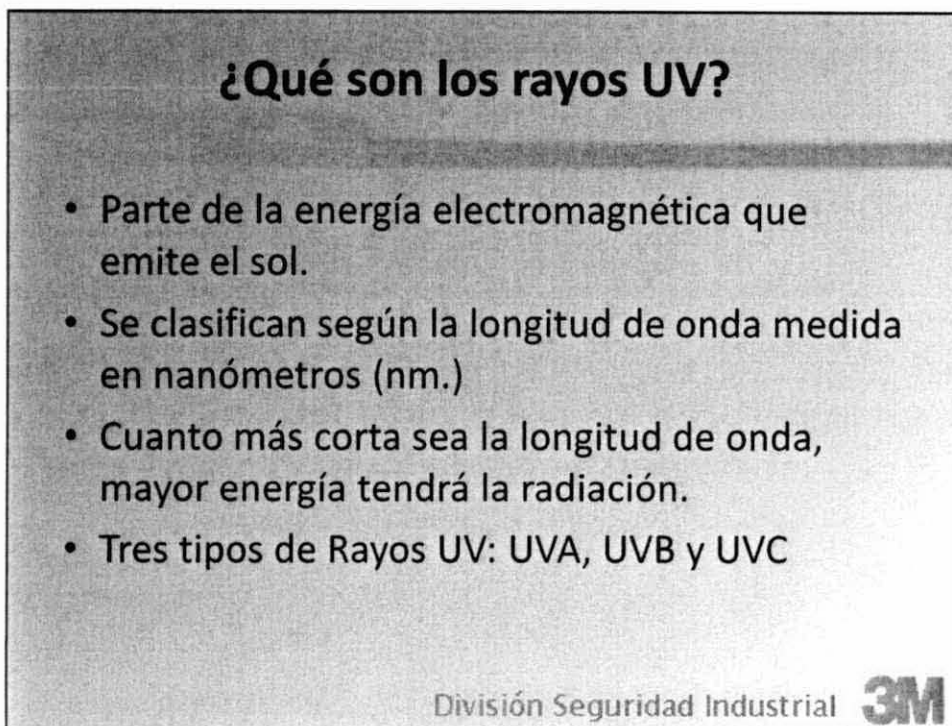 ¿Qué son los rayos UV?
• Parte de la energía electromagnética que
emite el sol.
• Se clasifican según la longitud de onda medida
en nanómetros (nm.)
• Cuanto más corta sea la longitud de onda,
mayor energía tendrá la radiación.
• Tres tipos de Rayos UV: UVA, UVB y UVC
División Seguridad Industrial 3M